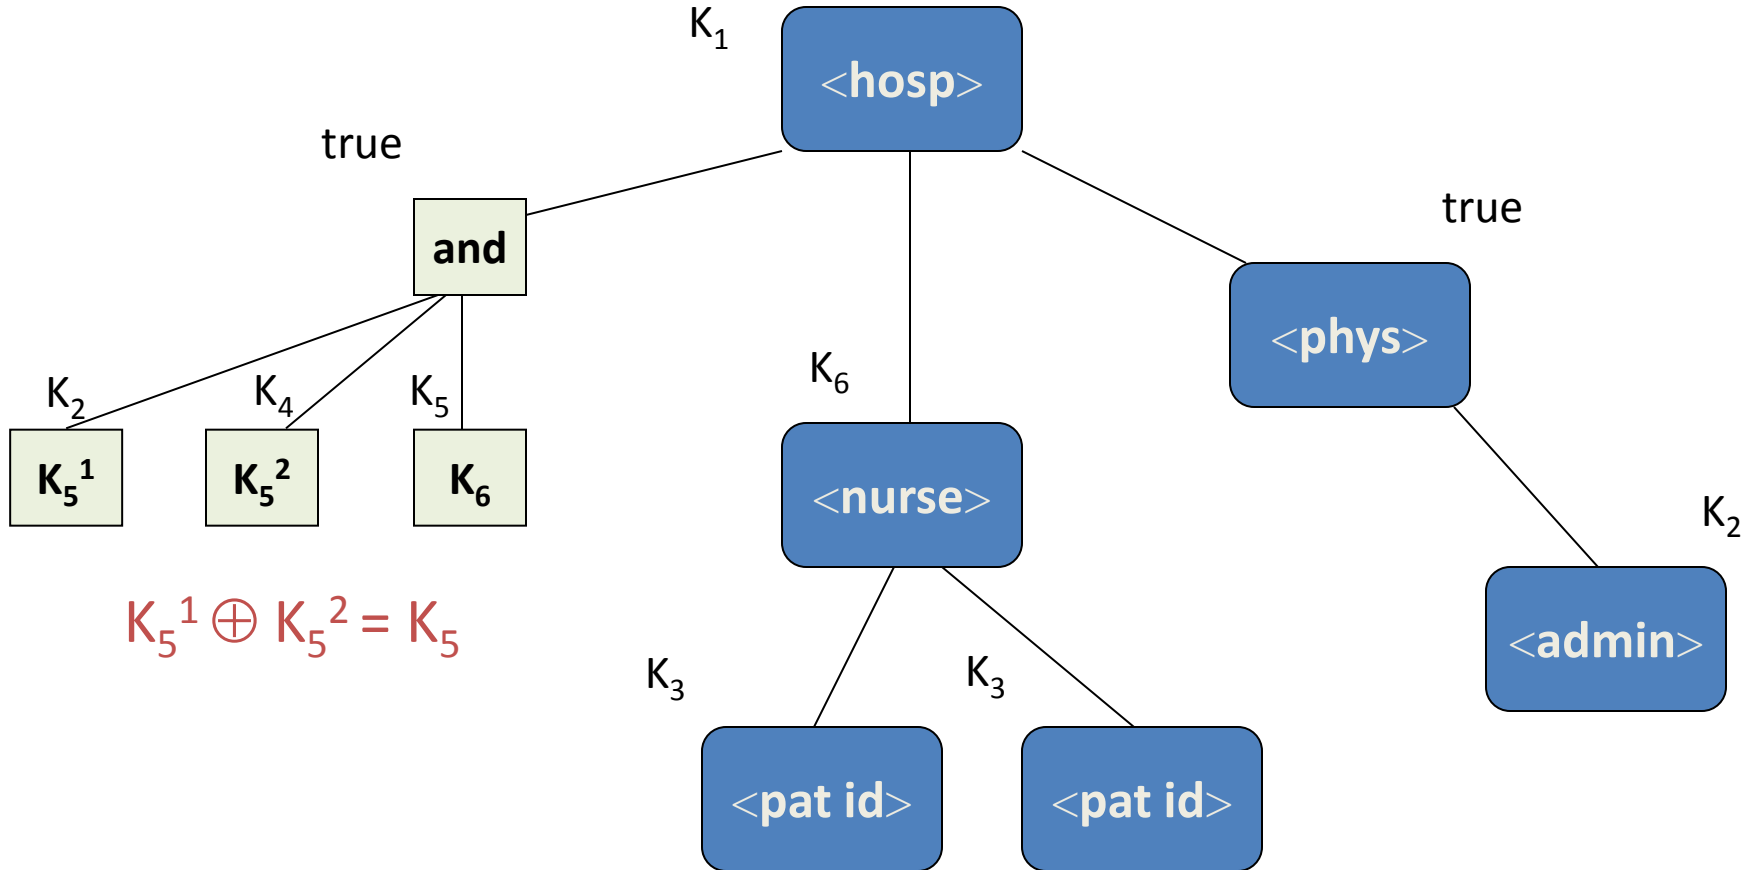 K₁
<hosp>
true
and
true
<phys>
K₂
K₄
K₅
K₆
K₅¹
K₅²
K₆
<nurse>
K₂
K₅¹ ⊕ K₅² = K₅
<admin>
K₃
K₃
<pat id>
<pat id>